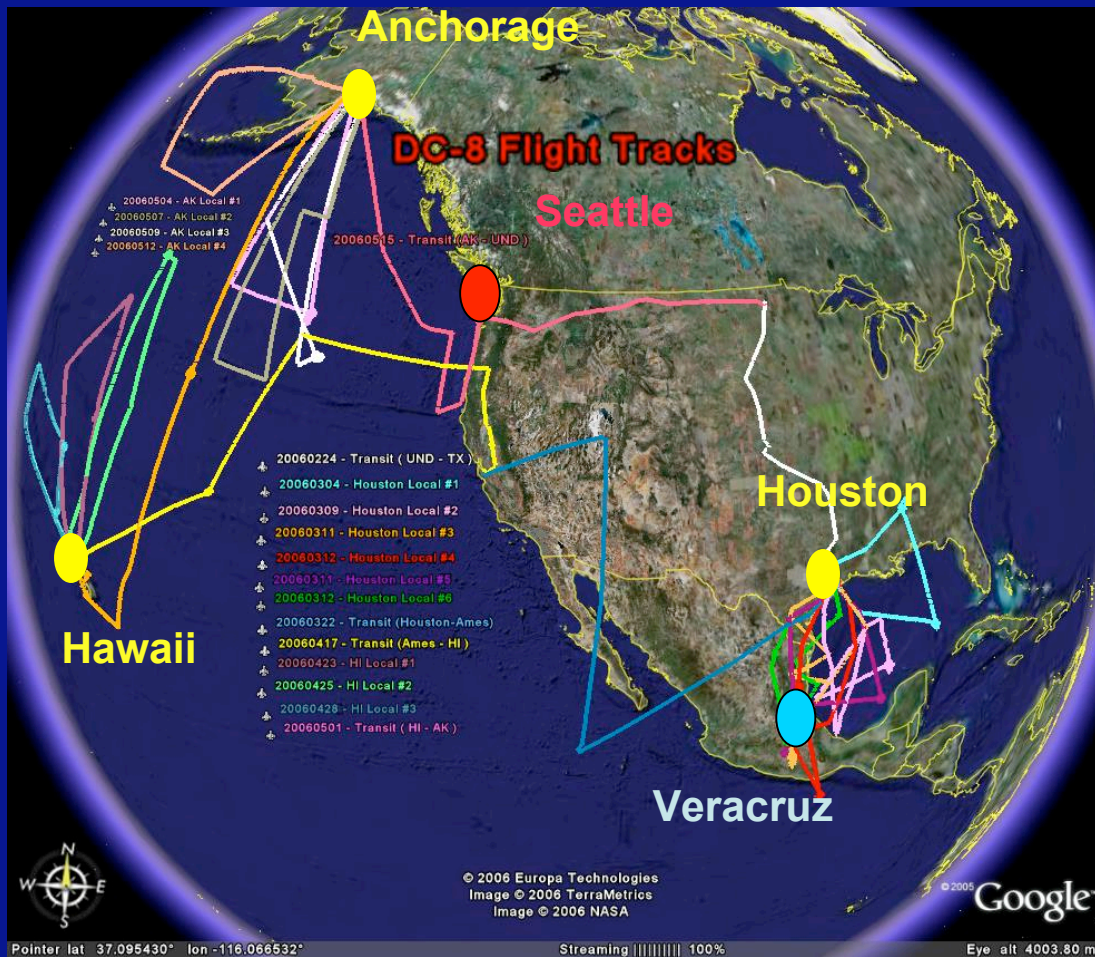 Anchorage
DC-8 Flight Tracks
Seattle
20060504 - AK Local #1
20060507 - AK Local #2
20060509 - AK Local #3
20060512 - AK Local #4
20060515 - Transit (AK - UND )
20060224 - Transit ( UND - TX )
20060304 - Houston Local #1
20060309 - Houston Local #2
20060311 - Houston Local #3
20060312 - Houston Local #4
20060311 - Houston Local #5
20060312 - Houston Local #6
20060322 - Transit (Houston-Ames)
20060417 - Transit (Ames - HI )
20060423 - HI Local #1
20060425 - HI Local #2
20060428 - HI Local #3
20060501 - Transit ( HI - AK )
Houston
Hawaii
Veracruz
N
W E
S
© 2006 Europa Technologies
Image © 2006 TerraMetrics
Image © 2006 NASA
© 2005 Google
Pointer lat 37.095430° lon -116.066532° Streaming |||||||||| 100% Eye alt 4003.80 m